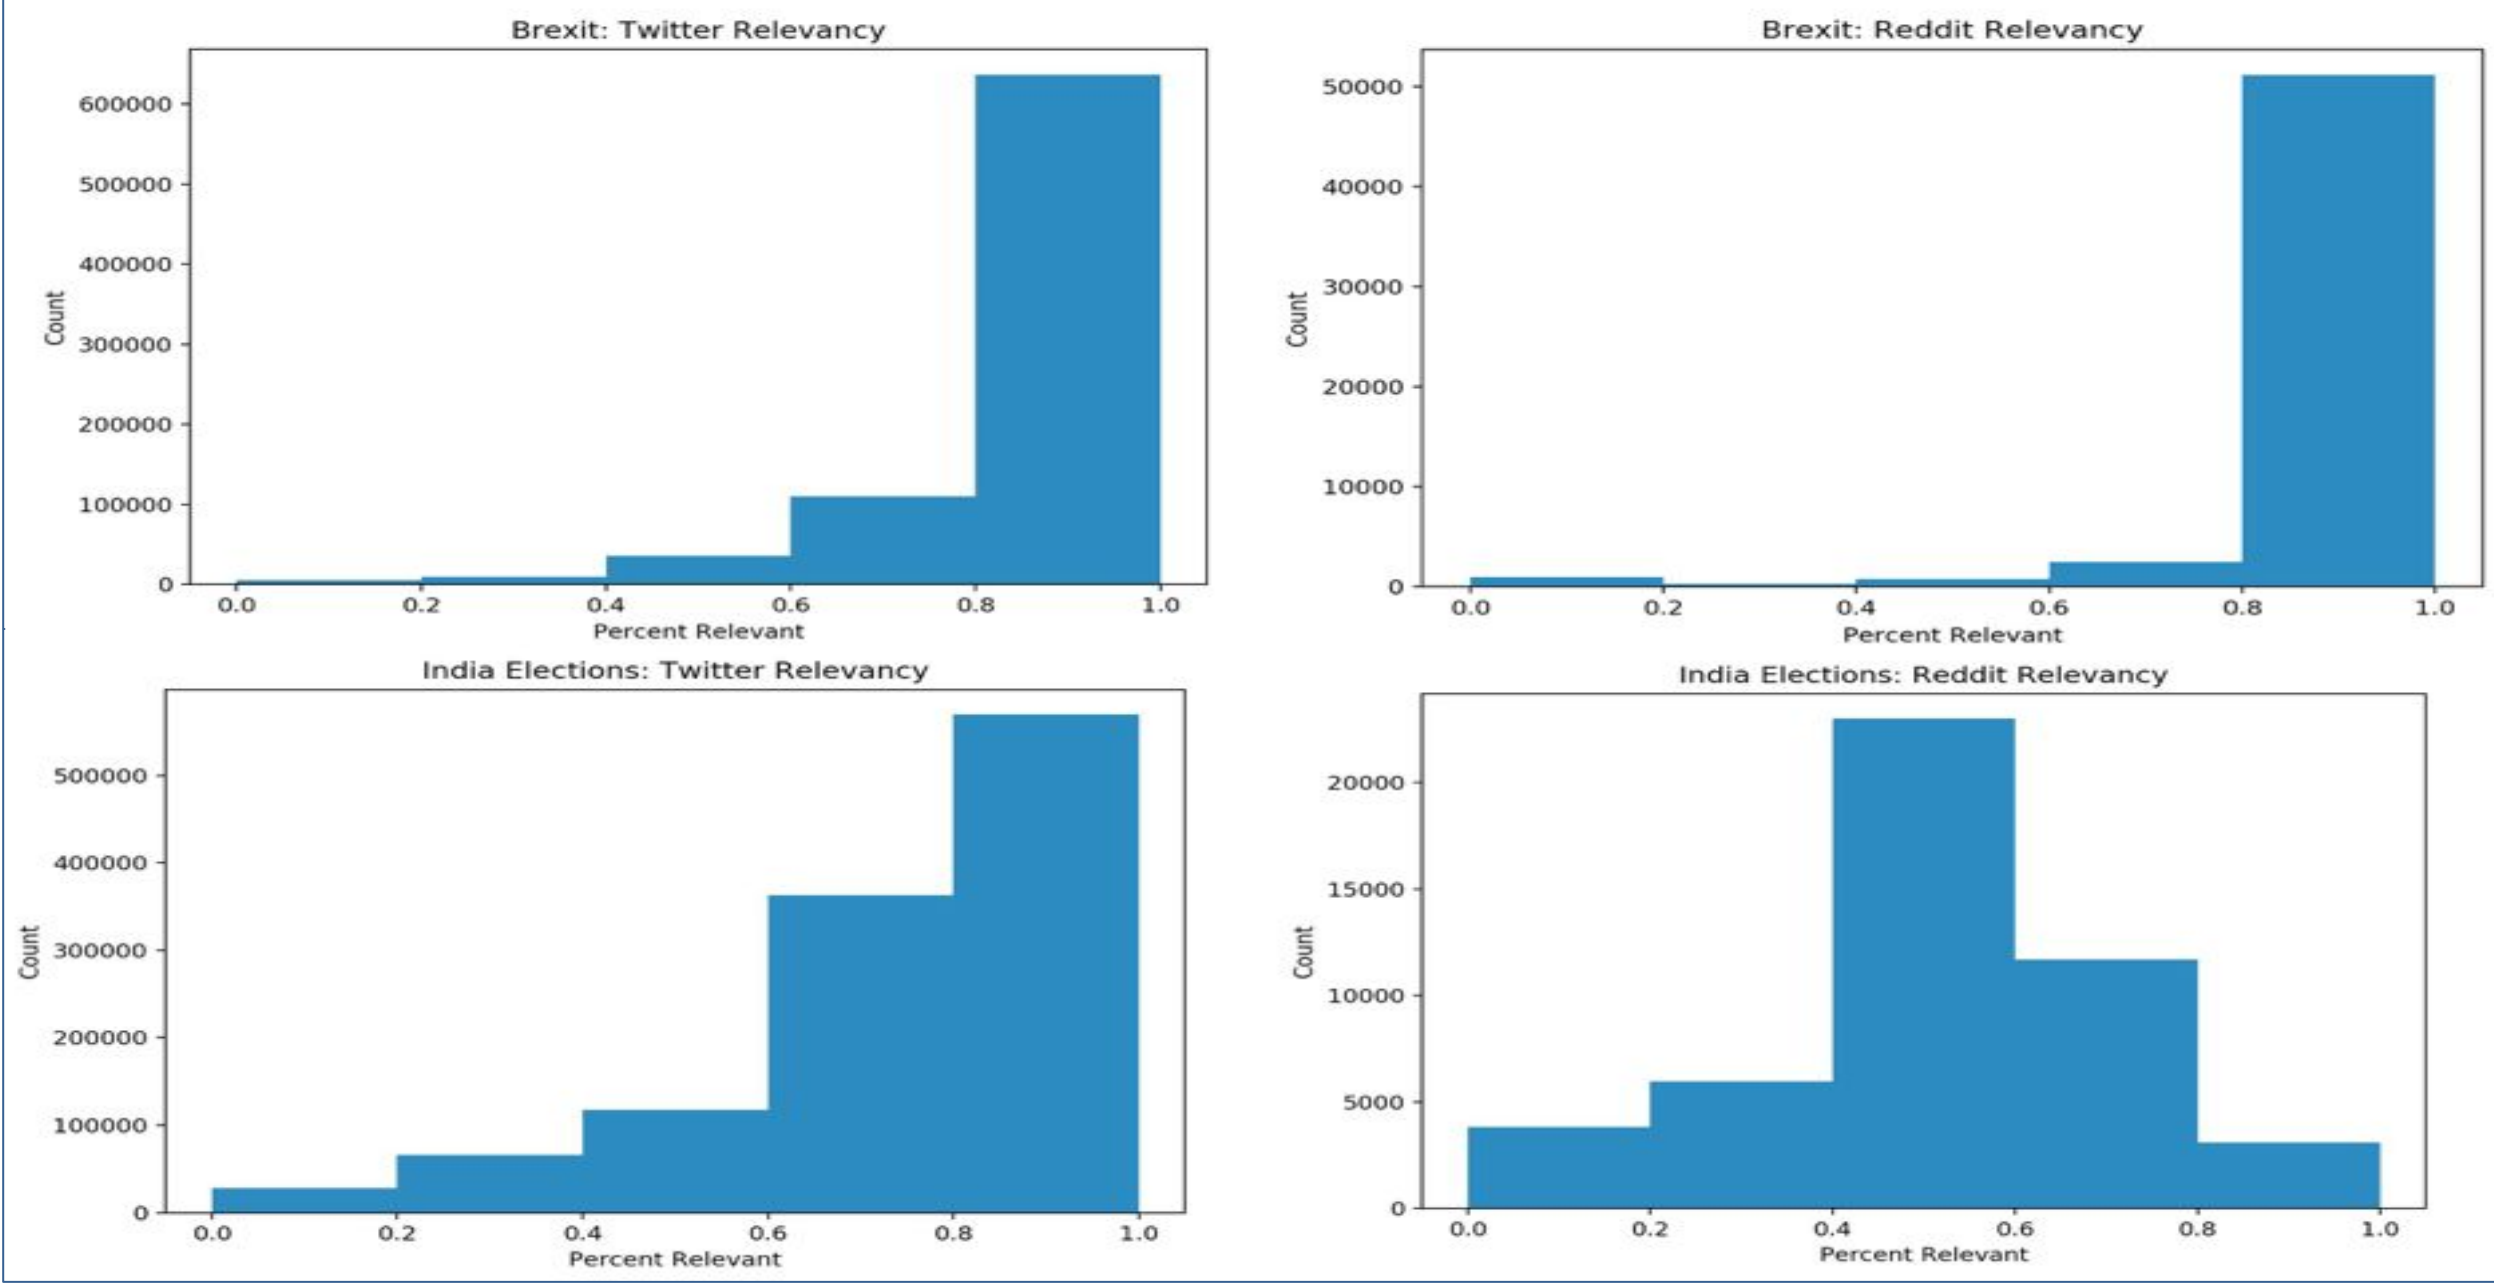 Brexit: Twitter Relevancy
600000
500000
400000
300000
200000
100000
0
Count
0.0 0.2 0.4 0.6 0.8 1.0
Percent Relevant
Brexit: Reddit Relevancy
50000
40000
30000
20000
10000
0
Count
0.0 0.2 0.4 0.6 0.8 1.0
Percent Relevant
India Elections: Twitter Relevancy
500000
400000
300000
200000
100000
0
Count
0.0 0.2 0.4 0.6 0.8 1.0
Percent Relevant
India Elections: Reddit Relevancy
20000
15000
10000
5000
0
Count
0.0 0.2 0.4 0.6 0.8 1.0
Percent Relevant